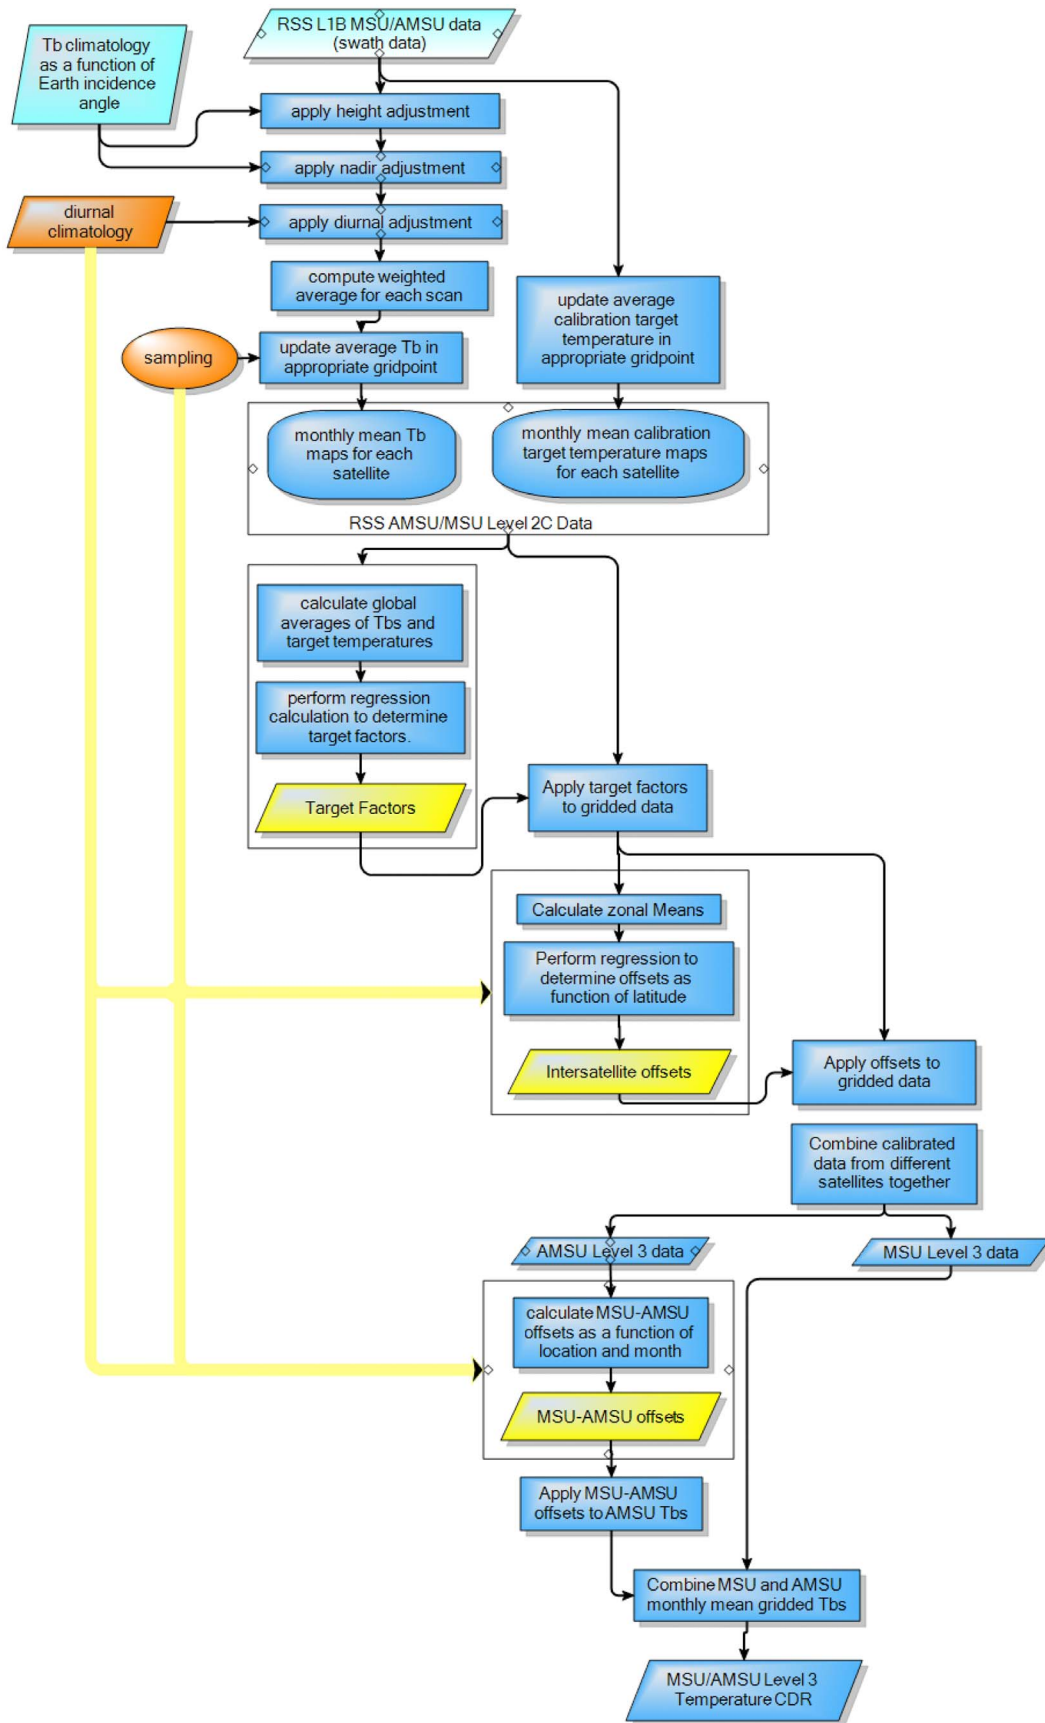 RSS L1B MSU/AMSU data
(swath data)
Tb climatology
as a function of
Earth incidence
angle
apply height adjustment
apply nadir adjustment
diurnal
climatology
apply diurnal adjustment
compute weighted
average for each scan
update average
calibration target
temperature in
appropriate gridpoint
sampling
update average Tb in
appropriate gridpoint
monthly mean Tb
maps for each
satellite
monthly mean calibration
target temperature maps
for each satellite
RSS AMSU/MSU Level 2C Data
calculate global
averages of Tbs and
target temperatures
perform regression
calculation to determine
target factors.
Target Factors
Apply target factors
to gridded data
Calculate zonal Means
Perform regression to
determine offsets as
function of latitude
Intersatellite offsets
Apply offsets to
gridded data
Combine calibrated
data from different
satellites together
AMSU Level 3 data
MSU Level 3 data
calculate MSU-AMSU
offsets as a function of
location and month
MSU-AMSU offsets
Apply MSU-AMSU
offsets to AMSU Tbs
Combine MSU and AMSU
monthly mean gridded Tbs
MSU/AMSU Level 3
Temperature CDR